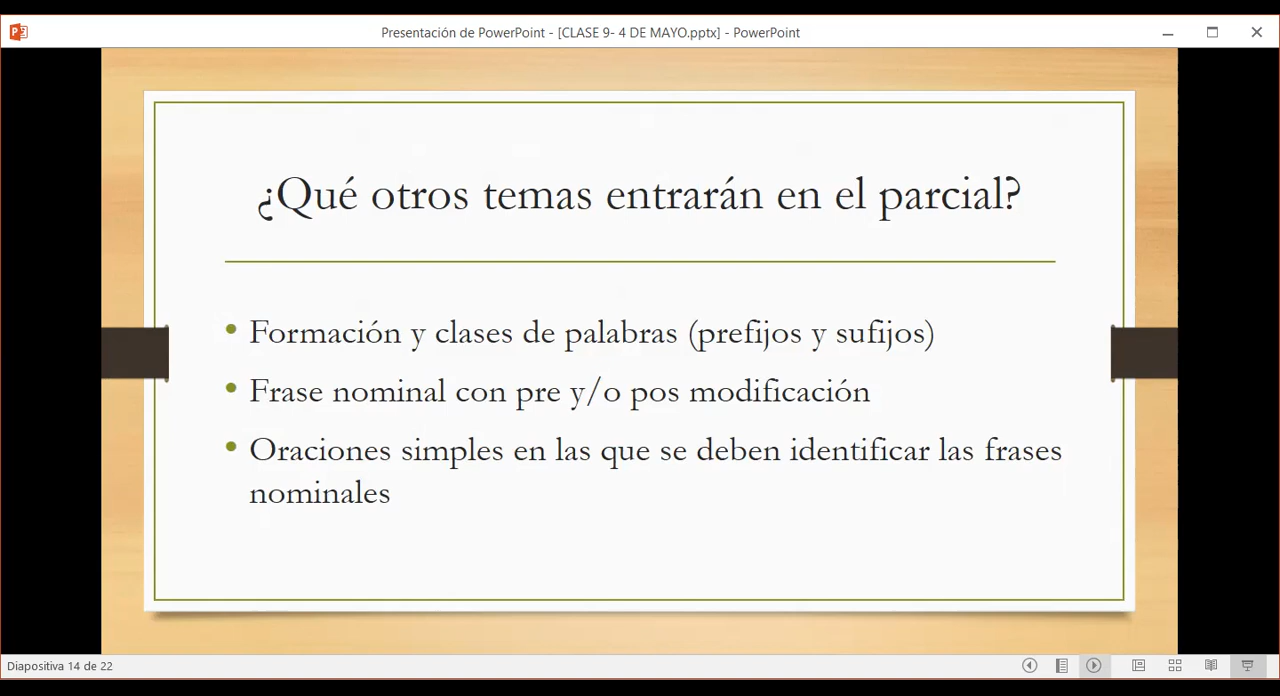 Presentación de PowerPoint - [CLASE 9- 4 DE MAYO.pptx] - PowerPoint
¿Qué otros temas entrarán en el parcial?
• Formación y clases de palabras (prefijos y sufijos)
• Frase nominal con pre y/o pos modificación
• Oraciones simples en las que se deben identificar las frases
nominales
Diapositiva 14 de 22